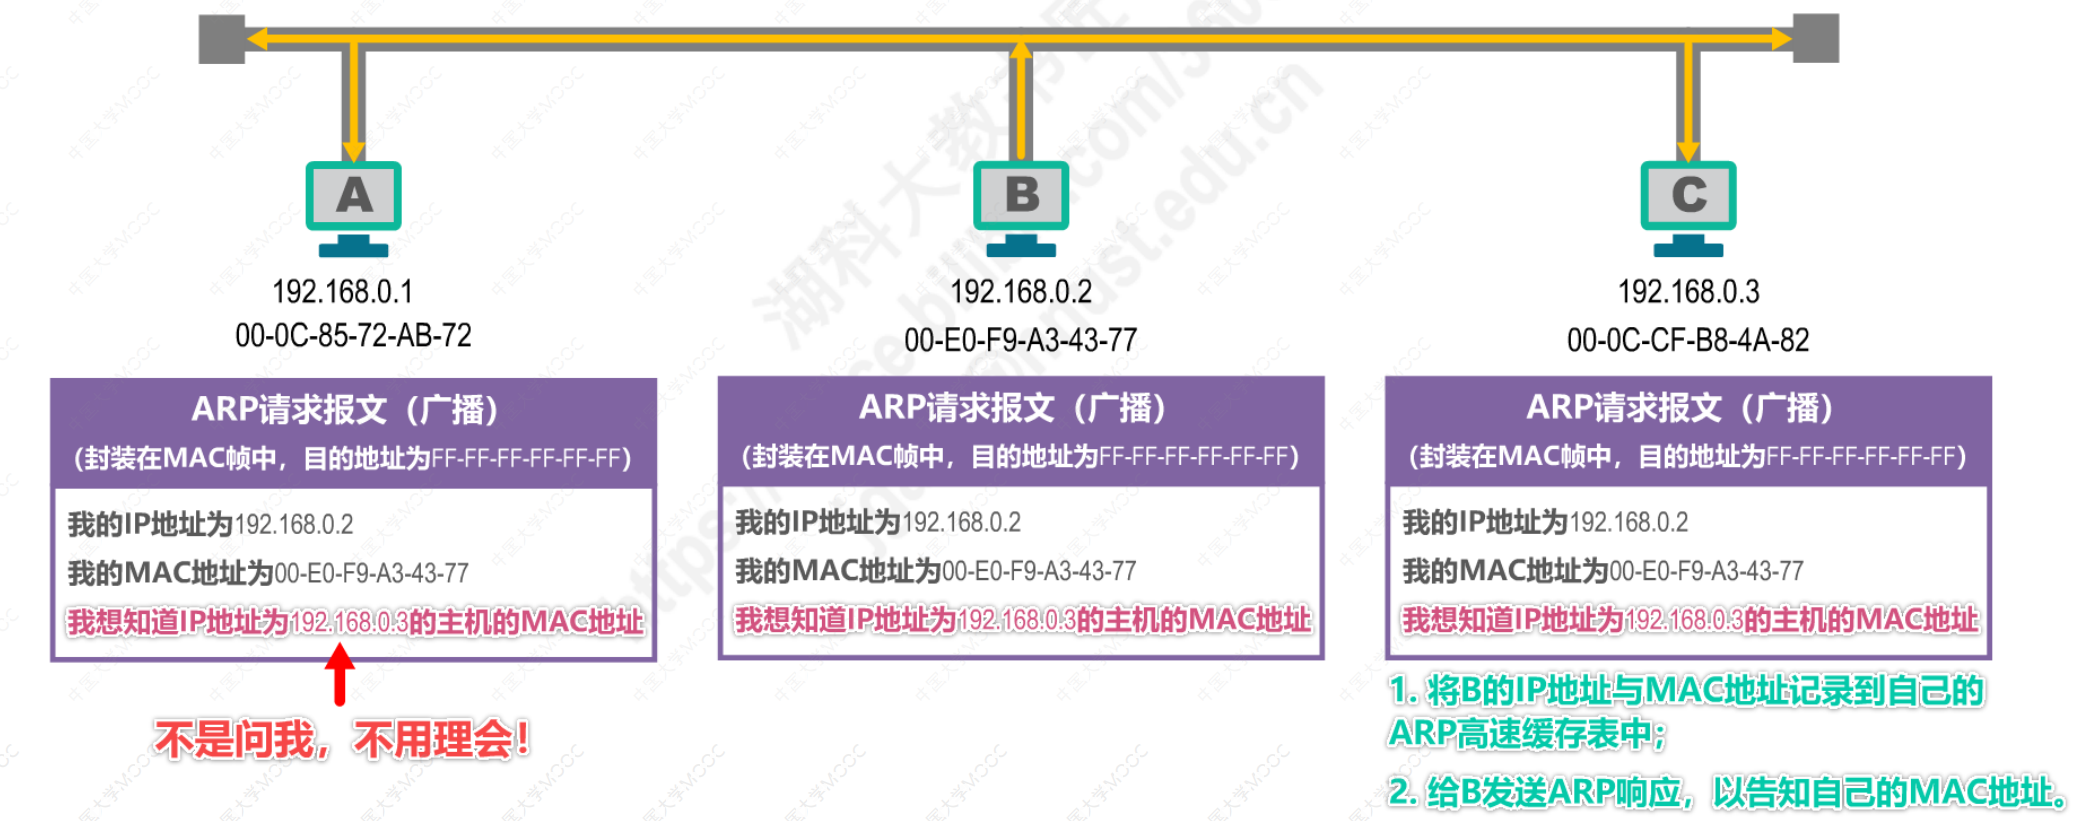 A
B
C
192.168.0.1
00-0C-85-72-AB-72
192.168.0.2
00-E0-F9-A3-43-77
192.168.0.3
00-0C-CF-B8-4A-82
ARP请求报文（广播）
（封装在MAC帧中，目的地址为FF-FF-FF-FF-FF-FF）
我的IP地址为192.168.0.2
我的MAC地址为00-E0-F9-A3-43-77
我想知道IP地址为192.168.0.3的主机的MAC地址
不是问我，不用理会！
ARP请求报文（广播）
（封装在MAC帧中，目的地址为FF-FF-FF-FF-FF-FF）
我的IP地址为192.168.0.2
我的MAC地址为00-E0-F9-A3-43-77
我想知道IP地址为192.168.0.3的主机的MAC地址
ARP请求报文（广播）
（封装在MAC帧中，目的地址为FF-FF-FF-FF-FF-FF）
我的IP地址为192.168.0.2
我的MAC地址为00-E0-F9-A3-43-77
我想知道IP地址为192.168.0.3的主机的MAC地址
1. 将B的IP地址与MAC地址记录到自己的
ARP高速缓存表中；
2. 给B发送ARP响应，以告知自己的MAC地址。
中国大学MOOC